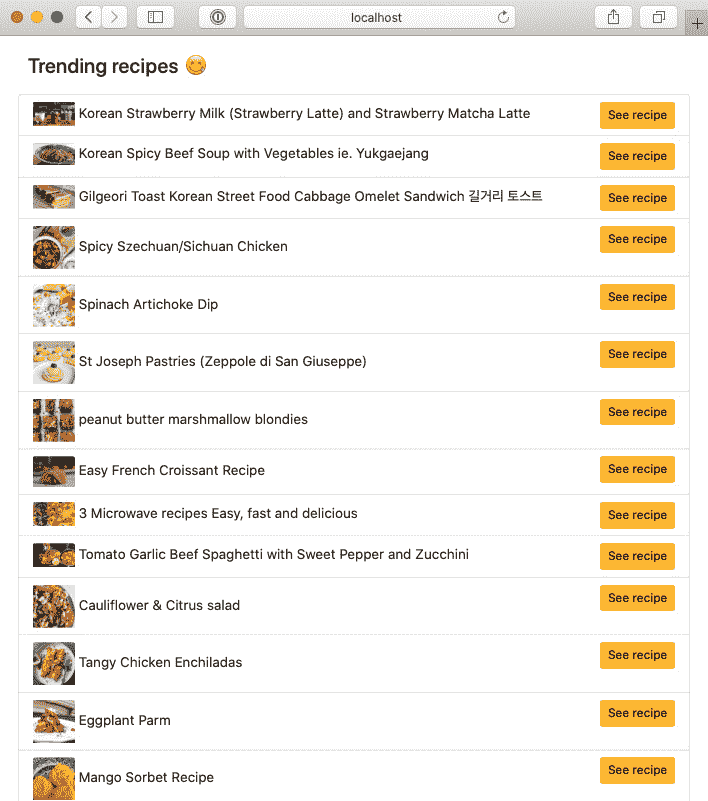 localhost
Trending recipes 😋
Korean Strawberry Milk (Strawberry Latte) and Strawberry Matcha Latte See recipe
Korean Spicy Beef Soup with Vegetables ie. Yukgaejang See recipe
Gilgeori Toast Korean Street Food Cabbage Omelet Sandwich 길거리 토스트 See recipe
Spicy Szechuan/Sichuan Chicken See recipe
Spinach Artichoke Dip See recipe
St Joseph Pastries (Zeppole di San Giuseppe) See recipe
peanut butter marshmallow blondies See recipe
Easy French Croissant Recipe See recipe
3 Microwave recipes Easy, fast and delicious See recipe
Tomato Garlic Beef Spaghetti with Sweet Pepper and Zucchini See recipe
Cauliflower & Citrus salad See recipe
Tangy Chicken Enchiladas See recipe
Eggplant Parm See recipe
Mango Sorbet Recipe See recipe